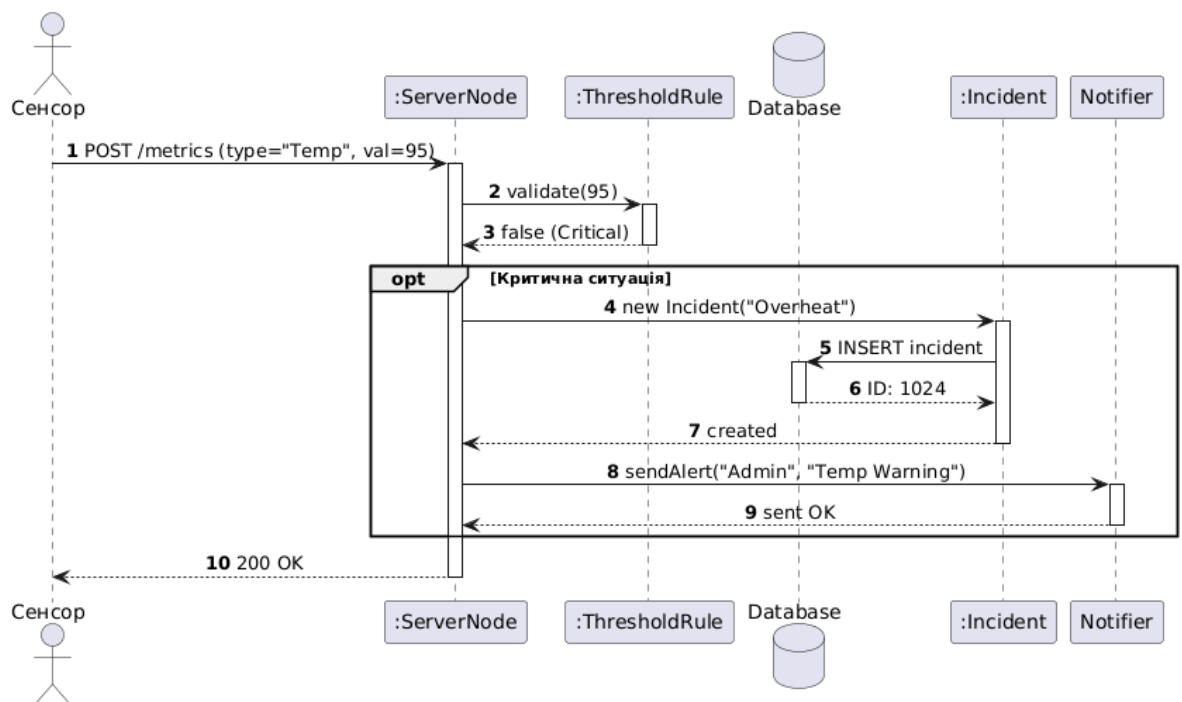 Сенсор
:ServerNode
:ThresholdRule
Database
:Incident
Notifier
1 POST /metrics (type="Temp", val=95)
2 validate(95)
3 false (Critical)
opt [Критична ситуація]
4 new Incident("Overheat")
5 INSERT incident
6 ID: 1024
7 created
8 sendAlert("Admin", "Temp Warning")
9 sent OK
10 200 OK
Сенсор
:ServerNode
:ThresholdRule
Database
:Incident
Notifier